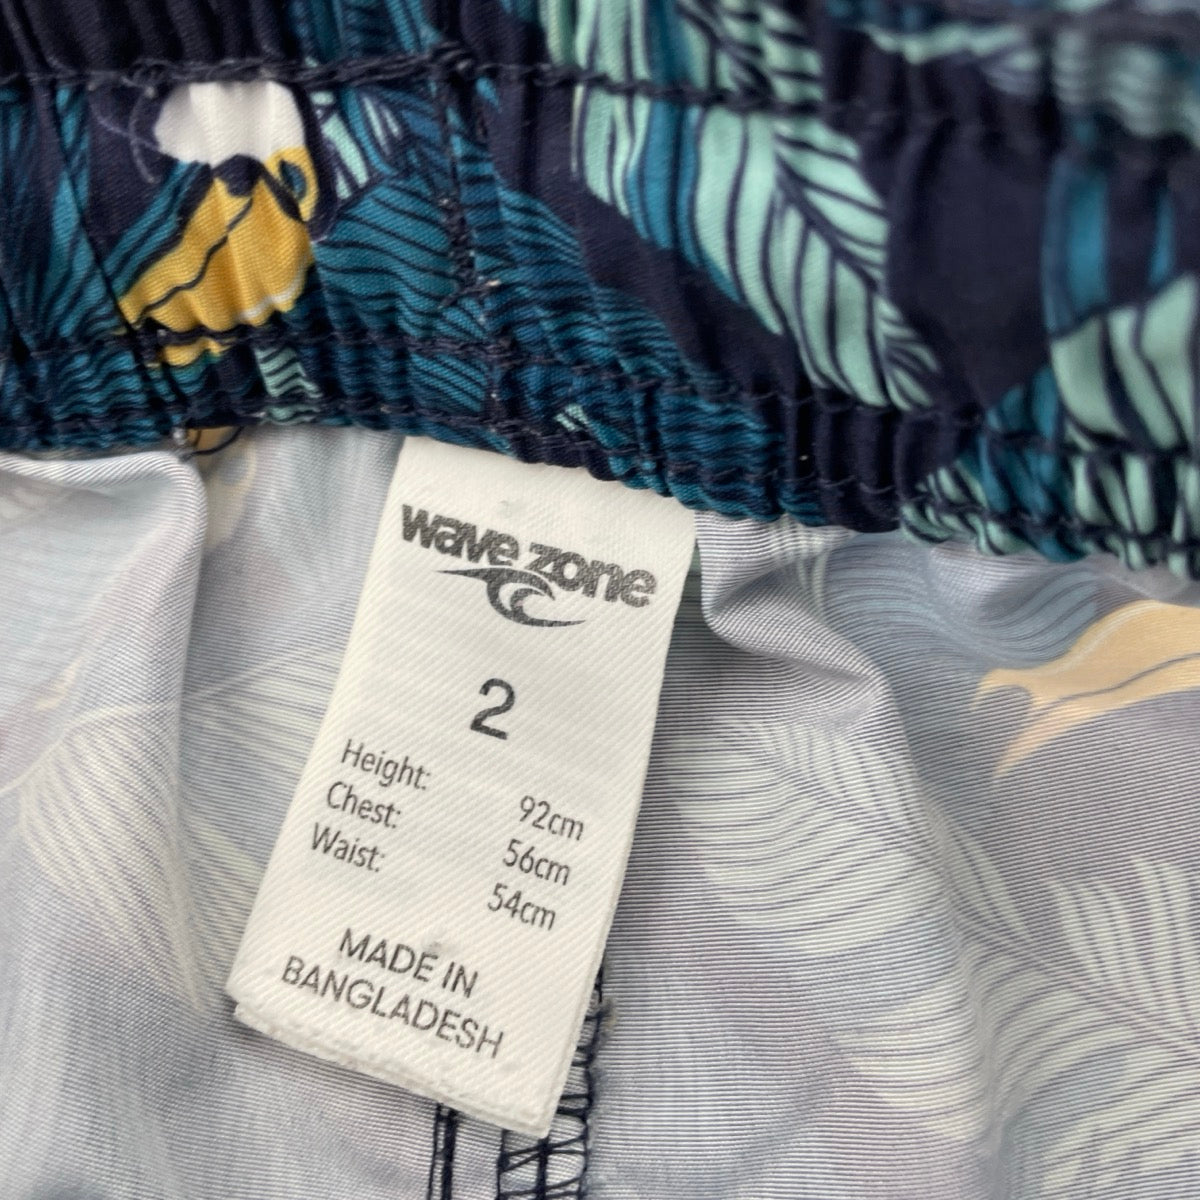 wave zone
2
Height: 92cm
Chest: 56cm
Waist: 54cm
MADE IN
BANGLADESH